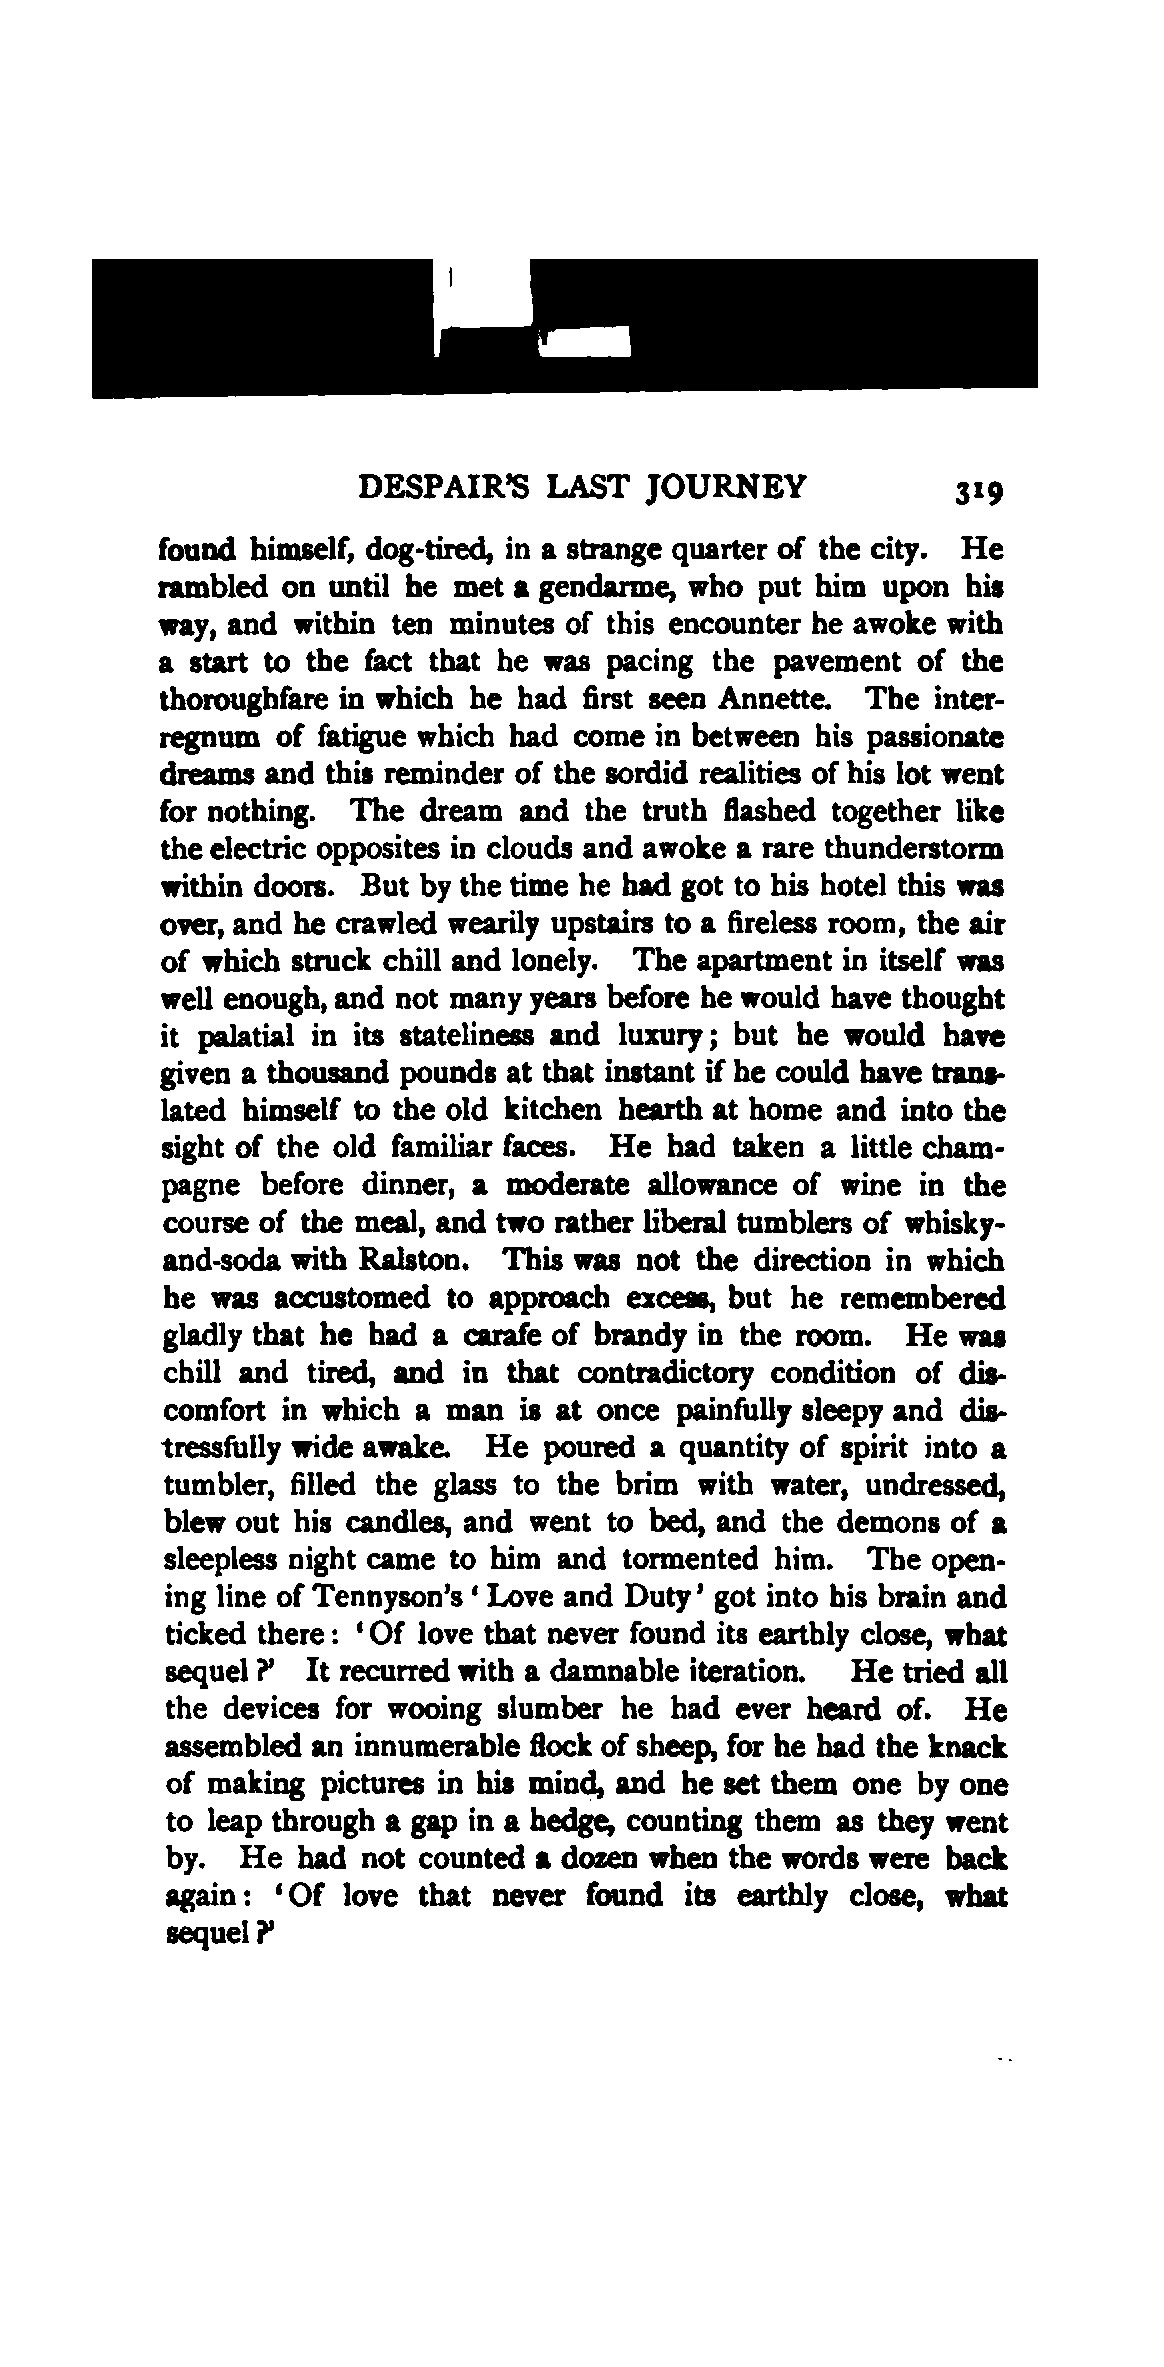 DESPAIR'S LAST JOURNEY 319
found himself, dog-tired, in a strange quarter of the city. He
rambled on until he met a gendarme, who put him upon his
way, and within ten minutes of this encounter he awoke with
a start to the fact that he was pacing the pavement of the
thoroughfare in which he had first seen Annette. The inter-
regnum of fatigue which had come in between his passionate
dreams and this reminder of the sordid realities of his lot went
for nothing. The dream and the truth flashed together like
the electric opposites in clouds and awoke a rare thunderstorm
within doors. But by the time he had got to his hotel this was
over, and he crawled wearily upstairs to a fireless room, the air
of which struck chill and lonely. The apartment in itself was
well enough, and not many years before he would have thought
it palatial in its stateliness and luxury; but he would have
given a thousand pounds at that instant if he could have trans-
lated himself to the old kitchen hearth at home and into the
sight of the old familiar faces. He had taken a little cham-
pagne before dinner, a moderate allowance of wine in the
course of the meal, and two rather liberal tumblers of whisky-
and-soda with Ralston. This was not the direction in which
he was accustomed to approach excess, but he remembered
gladly that he had a carafe of brandy in the room. He was
chill and tired, and in that contradictory condition of dis-
comfort in which a man is at once painfully sleepy and dis-
tressfully wide awake. He poured a quantity of spirit into a
tumbler, filled the glass to the brim with water, undressed,
blew out his candles, and went to bed, and the demons of a
sleepless night came to him and tormented him. The open-
ing line of Tennyson's 'Love and Duty' got into his brain and
ticked there: 'Of love that never found its earthly close, what
sequel?' It recurred with a damnable iteration. He tried all
the devices for wooing slumber he had ever heard of. He
assembled an innumerable flock of sheep, for he had the knack
of making pictures in his mind, and he set them one by one
to leap through a gap in a hedge, counting them as they went
by. He had not counted a dozen when the words were back
again: 'Of love that never found its earthly close, what
sequel?'